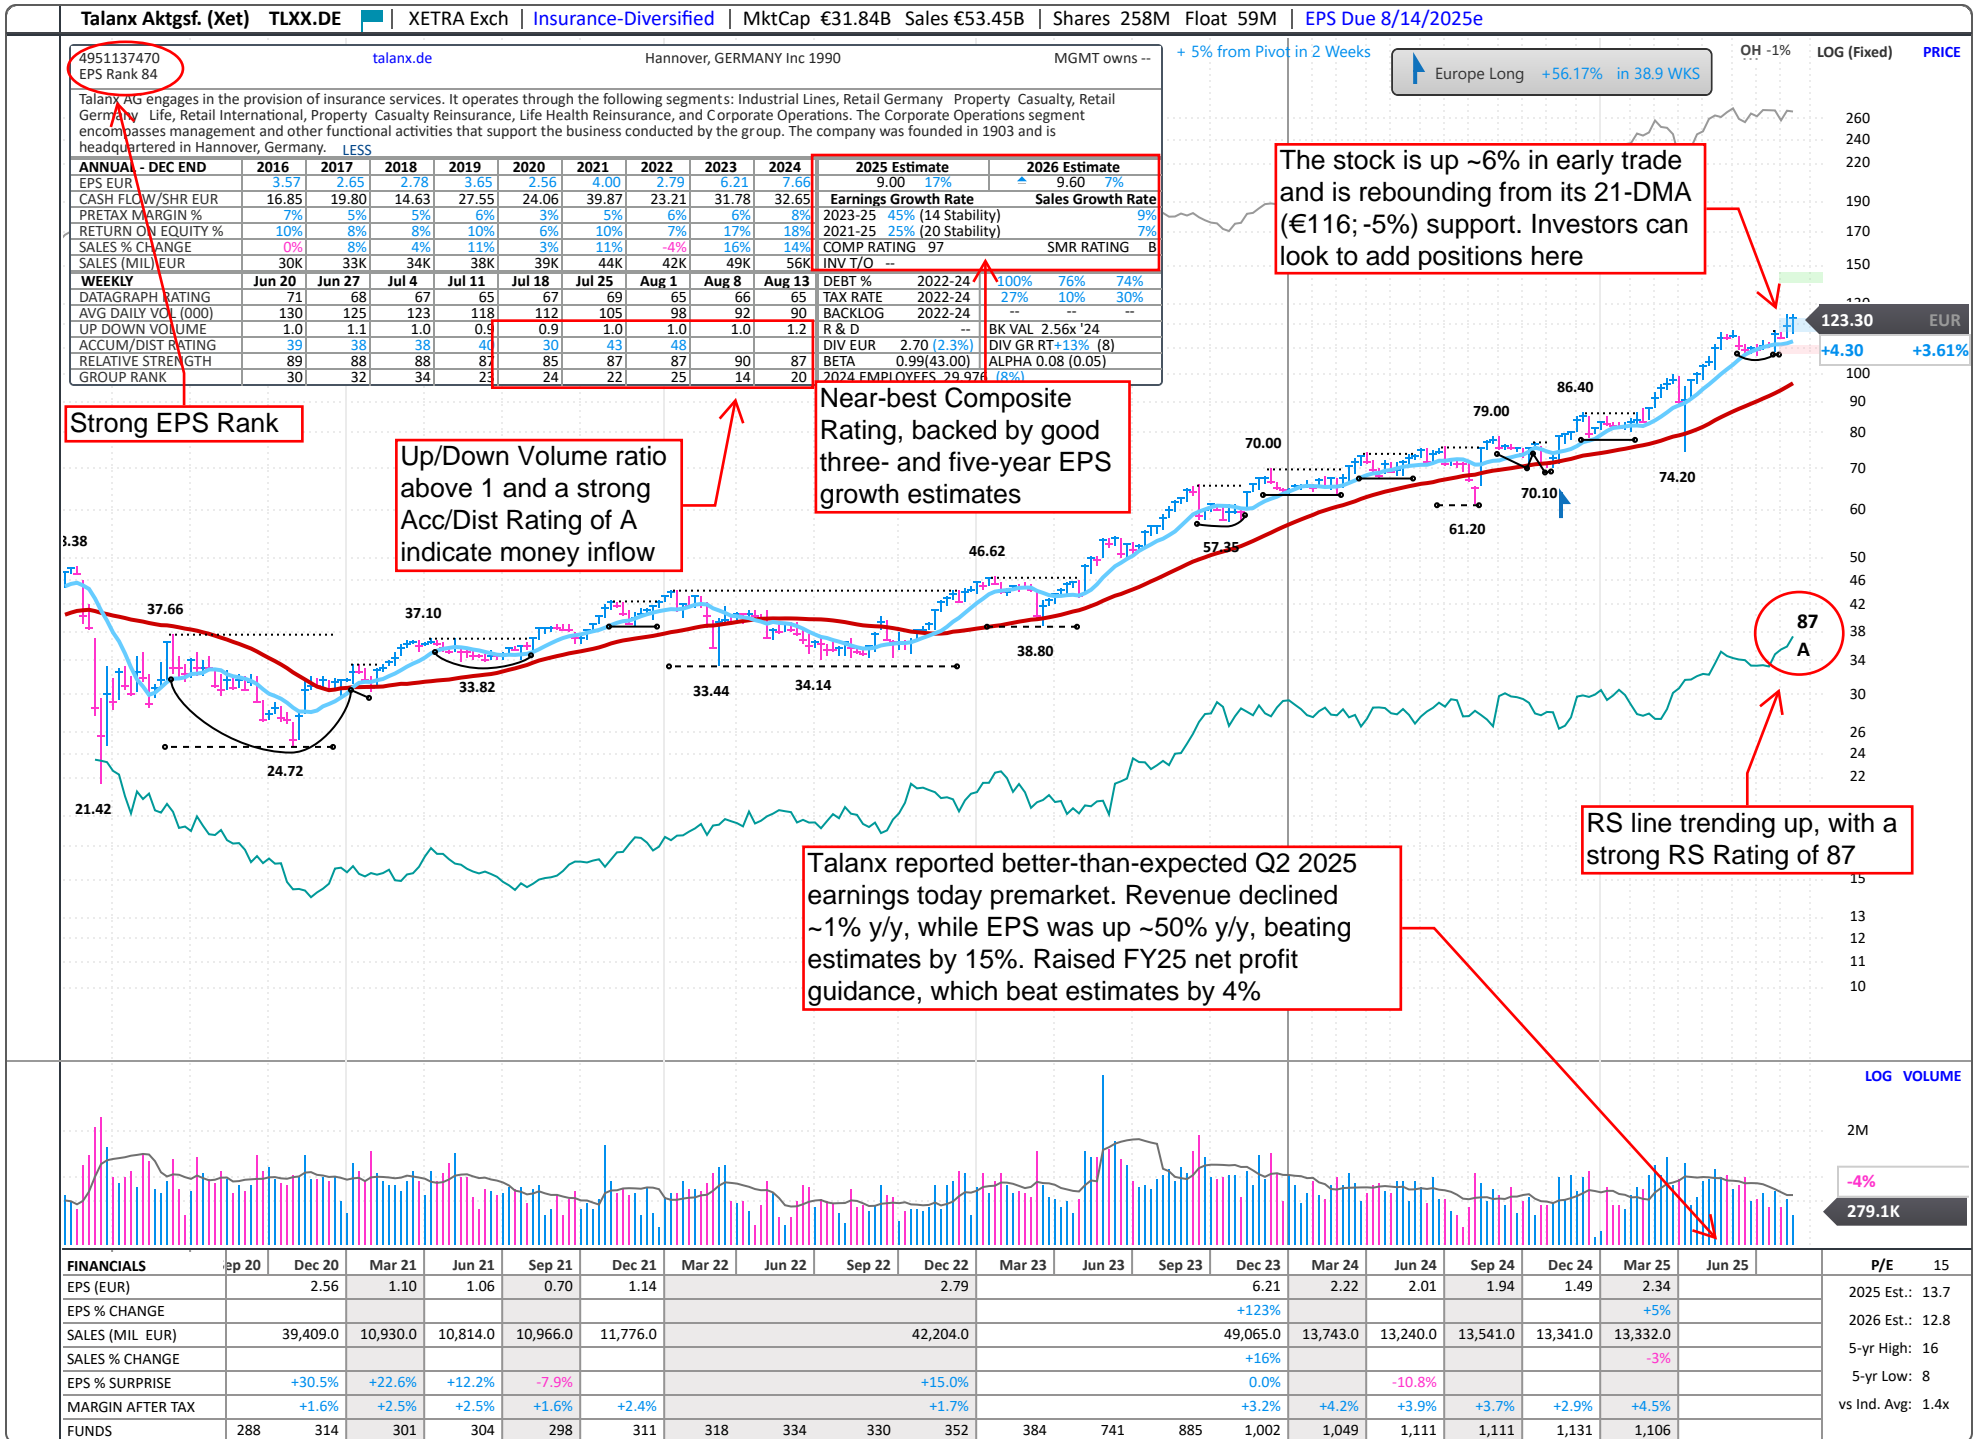 Talanx Aktgsf. (Xet) TLXX.DE XETRA Exch Insurance-Diversified MktCap €31.84B Sales €53.45B Shares 258M Float 59M EPS Due 8/14/2025e
4951137470 talanx.de Hannover, GERMANY Inc 1990 MGMT owns --
EPS Rank 84
Talanx AG engages in the provision of insurance services. It operates through the following segments: Industrial Lines, Retail Germany Property Casualty, Retail
Germany Life, Retail International, Property Casualty Reinsurance, Life Health Reinsurance, and Corporate Operations. The Corporate Operations segment
encompasses management and other functional activities that support the business conducted by the group. The company was founded in 1903 and is
headquartered in Hannover, Germany. LESS
ANNUAL - DEC END 2016 2017 2018 2019 2020 2021 2022 2023 2024 2025 Estimate 2026 Estimate
EPS EUR 3.57 2.65 2.78 3.65 2.56 4.00 2.79 6.21 7.66 9.00 17% 9.60 7%
CASH FLOW/SHR EUR 16.85 19.80 14.63 27.55 24.06 39.87 23.21 31.78 32.65 Earnings Growth Rate Sales Growth Rate
PRETAX MARGIN % 7% 5% 5% 6% 3% 5% 6% 6% 8% 2023-25 45% (14 Stability) 9%
RETURN ON EQUITY % 10% 8% 8% 10% 6% 10% 7% 17% 18% 2021-25 25% (20 Stability) 7%
SALES % CHANGE 0% 8% 4% 11% 3% 11% -4% 16% 14% COMP RATING 97 SMR RATING B
SALES (MIL) EUR 30K 33K 34K 38K 39K 44K 42K 49K 56K INV T/O --
WEEKLY Jun 20 Jun 27 Jul 4 Jul 11 Jul 18 Jul 25 Aug 1 Aug 8 Aug 13 DEBT % 2022-24 100% 76% 74%
DATAGRAPH RATING 71 68 67 65 67 69 65 66 65 TAX RATE 2022-24 27% 10% 30%
AVG DAILY VOL (000) 130 125 123 118 112 105 98 92 90 BACKLOG 2022-24 -- -- --
UP DOWN VOLUME 1.0 1.1 1.0 0.9 0.9 1.0 1.0 1.0 1.2 R & D -- BK VAL 2.56x '24
ACCUM/DIST RATING 39 38 38 40 30 43 48 DIV EUR 2.70 (2.3%) DIV GR RT +13% (8)
RELATIVE STRENGTH 89 88 88 87 85 87 87 90 87 BETA 0.99(43.00) ALPHA 0.08 (0.05)
GROUP RANK 30 32 34 23 24 22 25 14 20 2024 EMPLOYEES 29,976 (8%)
+ 5% from Pivot in 2 Weeks
Europe Long +56.17% in 38.9 WKS
OH -1% LOG (Fixed) PRICE
The stock is up ~6% in early trade
and is rebounding from its 21-DMA
(€116; -5%) support. Investors can
look to add positions here
Strong EPS Rank
Up/Down Volume ratio
above 1 and a strong
Acc/Dist Rating of A
indicate money inflow
Near-best Composite
Rating, backed by good
three- and five-year EPS
growth estimates
260
240
220
190
170
150
123.30 EUR
+4.30 +3.61%
100
90
80
70
60
50
46
42
38
34
30
26
24
22
15
13
12
11
10
37.66
24.72
21.42
37.10
33.82
33.44
34.14
46.62
38.80
57.35
70.00
61.20
79.00
70.10
86.40
74.20
87
A
RS line trending up, with a
strong RS Rating of 87
Talanx reported better-than-expected Q2 2025
earnings today premarket. Revenue declined
~1% y/y, while EPS was up ~50% y/y, beating
estimates by 15%. Raised FY25 net profit
guidance, which beat estimates by 4%
LOG VOLUME
2M
-4%
279.1K
FINANCIALS Dec 20 Mar 21 Jun 21 Sep 21 Dec 21 Mar 22 Jun 22 Sep 22 Dec 22 Mar 23 Jun 23 Sep 23 Dec 23 Mar 24 Jun 24 Sep 24 Dec 24 Mar 25 Jun 25
EPS (EUR) 2.56 1.10 1.06 0.70 1.14 2.79 6.21 2.22 2.01 1.94 1.49 2.34
EPS % CHANGE +123% +5%
SALES (MIL EUR) 39,409.0 10,930.0 10,814.0 10,966.0 11,776.0 42,204.0 49,065.0 13,743.0 13,240.0 13,541.0 13,341.0 13,332.0
SALES % CHANGE +16% -3%
EPS % SURPRISE +30.5% +22.6% +12.2% -7.9% +15.0% 0.0% -10.8%
MARGIN AFTER TAX +1.6% +2.5% +2.5% +1.6% +2.4% +1.7% +3.2% +4.2% +3.9% +3.7% +2.9% +4.5%
FUNDS 288 314 301 304 298 311 318 334 330 352 384 741 885 1,002 1,049 1,111 1,111 1,131 1,106
P/E 15
2025 Est.: 13.7
2026 Est.: 12.8
5-yr High: 16
5-yr Low: 8
vs Ind. Avg: 1.4x